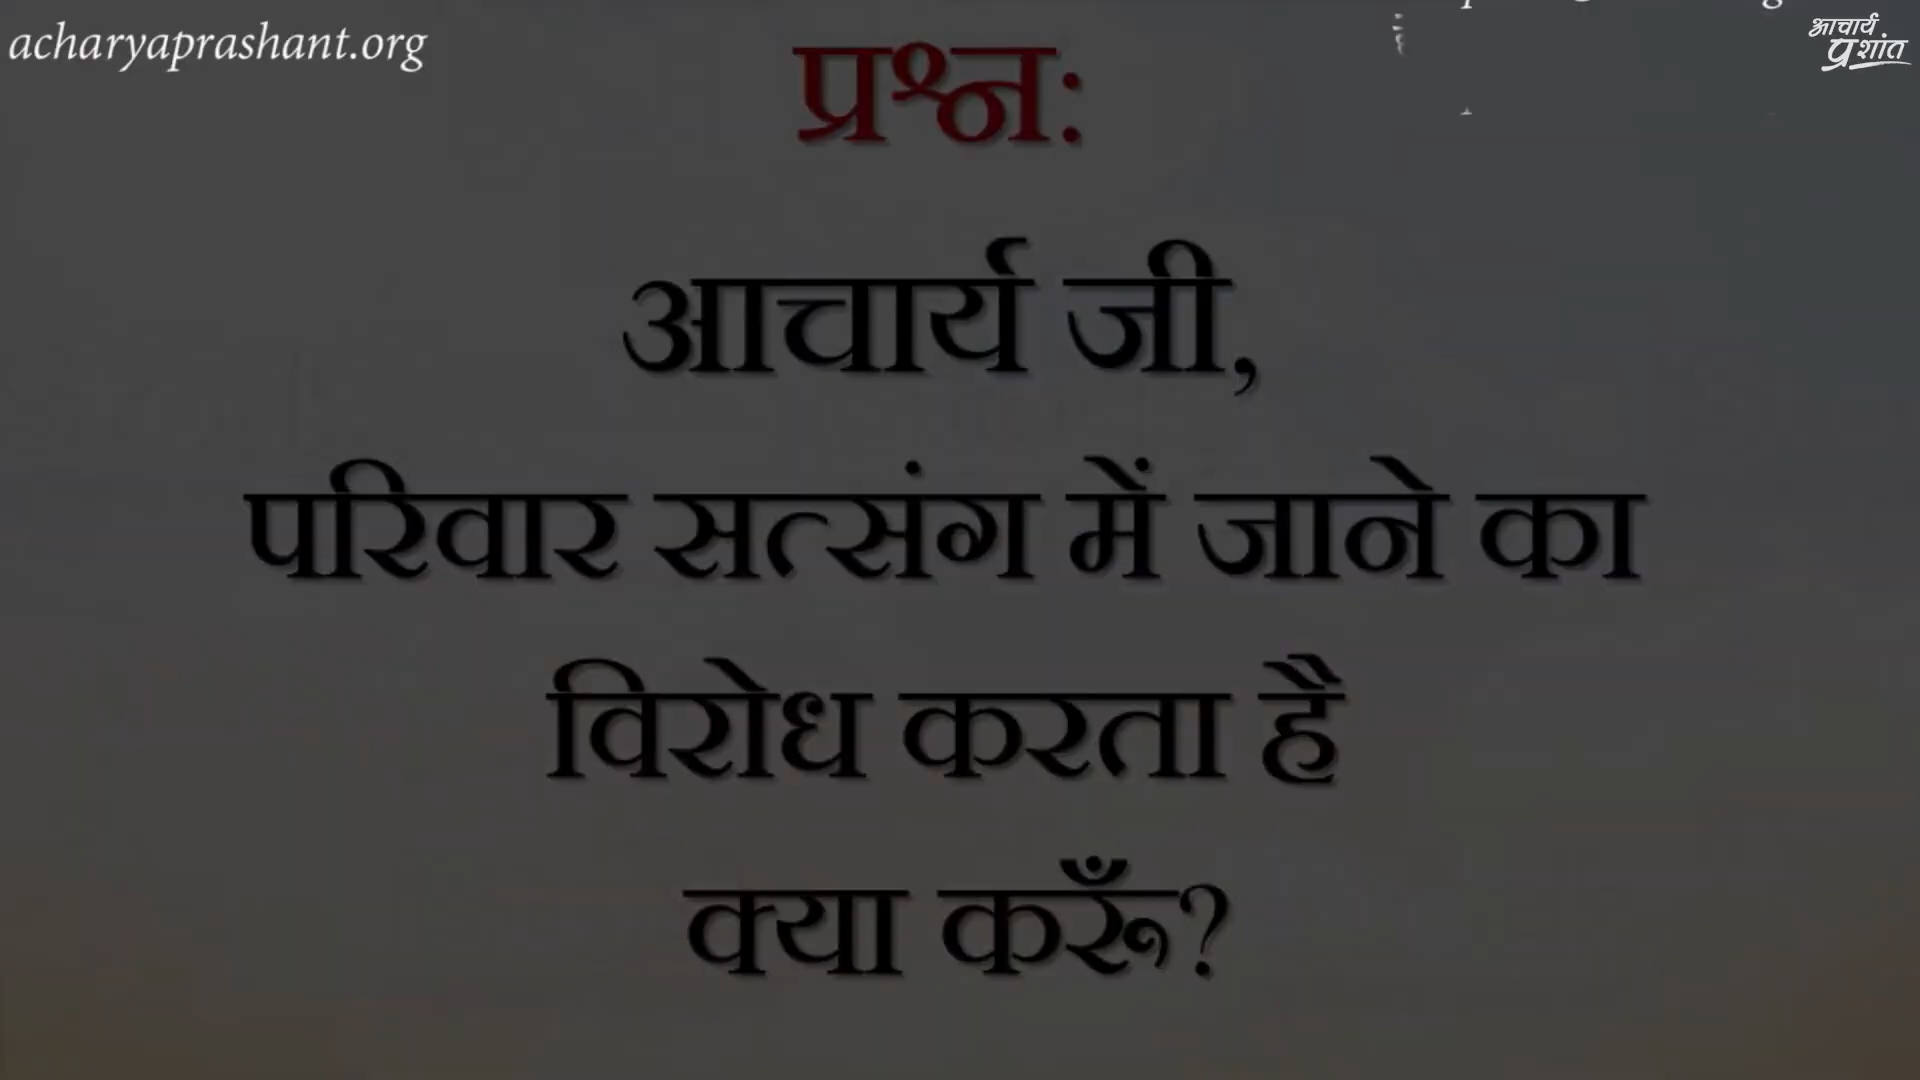 acharyaprashant.org
आचार्य
प्रशांत
प्रश्न:
आचार्य जी,
परिवार सत्संग में जाने का
विरोध करता है
क्या करूँ?